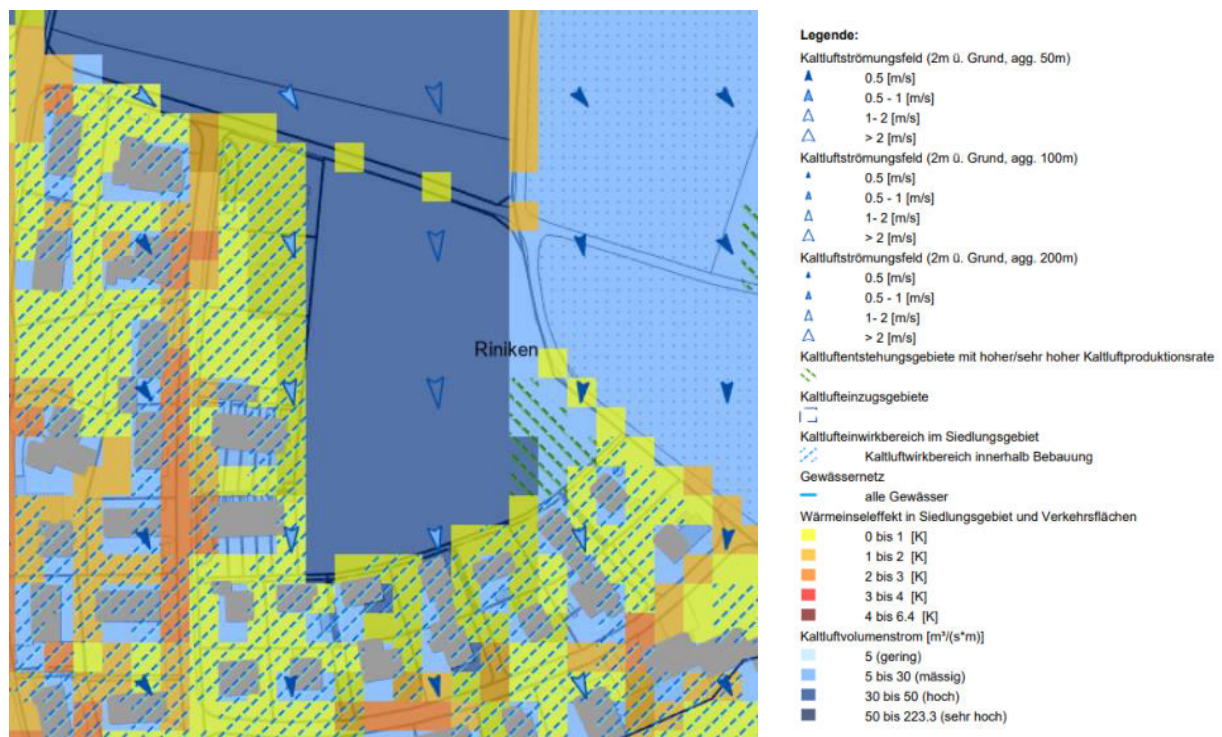 Riniken
Legende:
Kaltluftströmungsfeld (2m ü. Grund, agg. 50m)
0.5 [m/s]
0.5 - 1 [m/s]
1- 2 [m/s]
> 2 [m/s]
Kaltluftströmungsfeld (2m ü. Grund, agg. 100m)
0.5 [m/s]
0.5 - 1 [m/s]
1- 2 [m/s]
> 2 [m/s]
Kaltluftströmungsfeld (2m ü. Grund, agg. 200m)
0.5 [m/s]
0.5 - 1 [m/s]
1- 2 [m/s]
> 2 [m/s]
Kaltluftentstehungsgebiete mit hoher/sehr hoher Kaltluftproduktionsrate
Kaltlufteinzugsgebiete
Kaltlufteinwirkbereich im Siedlungsgebiet
Kaltluftwirkbereich innerhalb Bebauung
Gewässernetz
alle Gewässer
Wärmeinseleffekt in Siedlungsgebiet und Verkehrsflächen
0 bis 1 [K]
1 bis 2 [K]
2 bis 3 [K]
3 bis 4 [K]
4 bis 6.4 [K]
Kaltluftvolumenstrom [m³/(s*m)]
5 (gering)
5 bis 30 (mässig)
30 bis 50 (hoch)
50 bis 223.3 (sehr hoch)